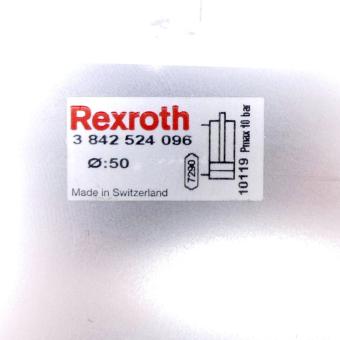 Rexroth
3 842 524 096
Ø:50
7290
Made in Switzerland
10119 Pmax 10 bar